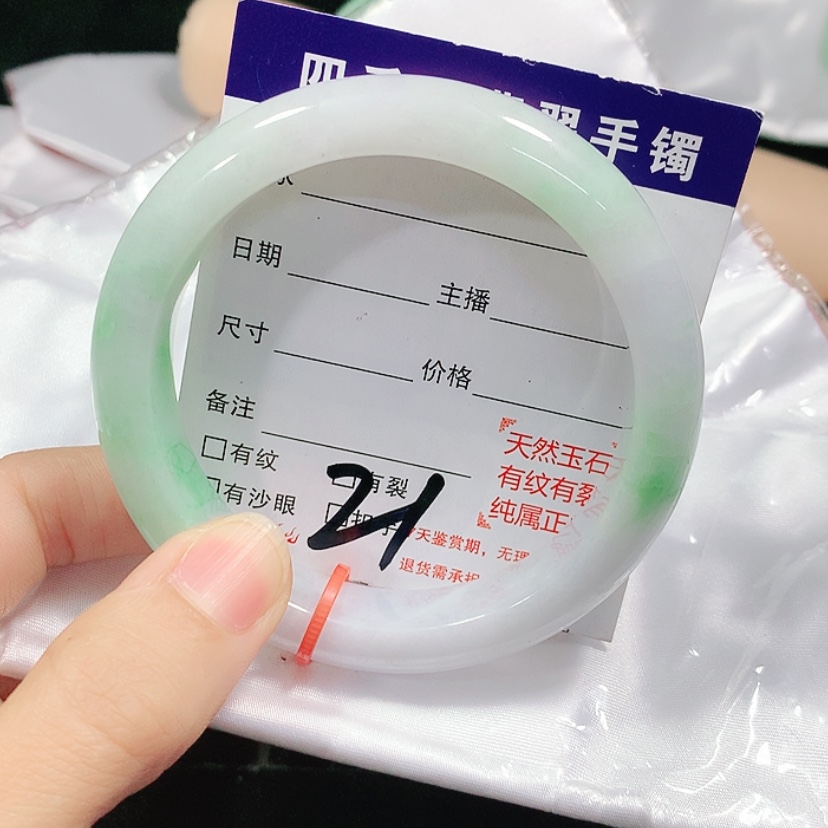 四 翡翠手镯
日期 主播
尺寸 价格
备注
有纹 有裂
有沙眼
21
天然玉石
有纹有裂
纯属正
天鉴赏期，无理
退货需承担